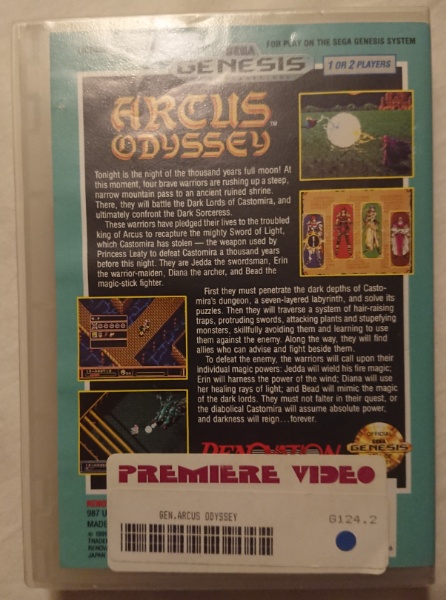 FOR PLAY ON THE SEGA GENESIS SYSTEM
SEGA
GENESIS
1 OR 2 PLAYERS
ARCUS
ODYSSEY™
Tonight is the night of the thousand years full moon! At
this moment, four brave warriors are rushing up a steep,
narrow mountain pass to an ancient ruined shrine.
There, they will battle the Dark Lords of Castomira, and
ultimately confront the Dark Sorceress.
These warriors have pledged their lives to the troubled
king of Arcus to recapture the mighty Sword of Light,
which Castomira has stolen — the weapon used by
Princess Leaty to defeat Castomira a thousand years
before this night. They are Jedda the swordsman, Erin
the warrior-maiden, Diana the archer, and Bead the
magic-stick fighter.
First they must penetrate the dark depths of Casto-
mira's dungeon, a seven-layered labyrinth, and solve its
puzzles. Then they will traverse a system of hair-raising
traps, protruding swords, attacking plants and stupefying
monsters, skillfully avoiding them and learning to use
them against the enemy. Along the way, they will find
allies who can advise and fight beside them.
To defeat the enemy, the warriors will call upon their
individual magic powers: Jedda will wield his fire magic;
Erin will harness the power of the wind; Diana will use
her healing rays of light; and Bead will mimic the magic
of the dark lords. They must not falter in their quest, or
the diabolical Castomira will assume absolute power,
and darkness will reign...forever.
RENOVATION
OFFICIAL
SEGA
GENESIS
PREMIERE VIDEO
GEN.ARCUS ODYSSEY
G124.2
987 U
MADE
JAPAN